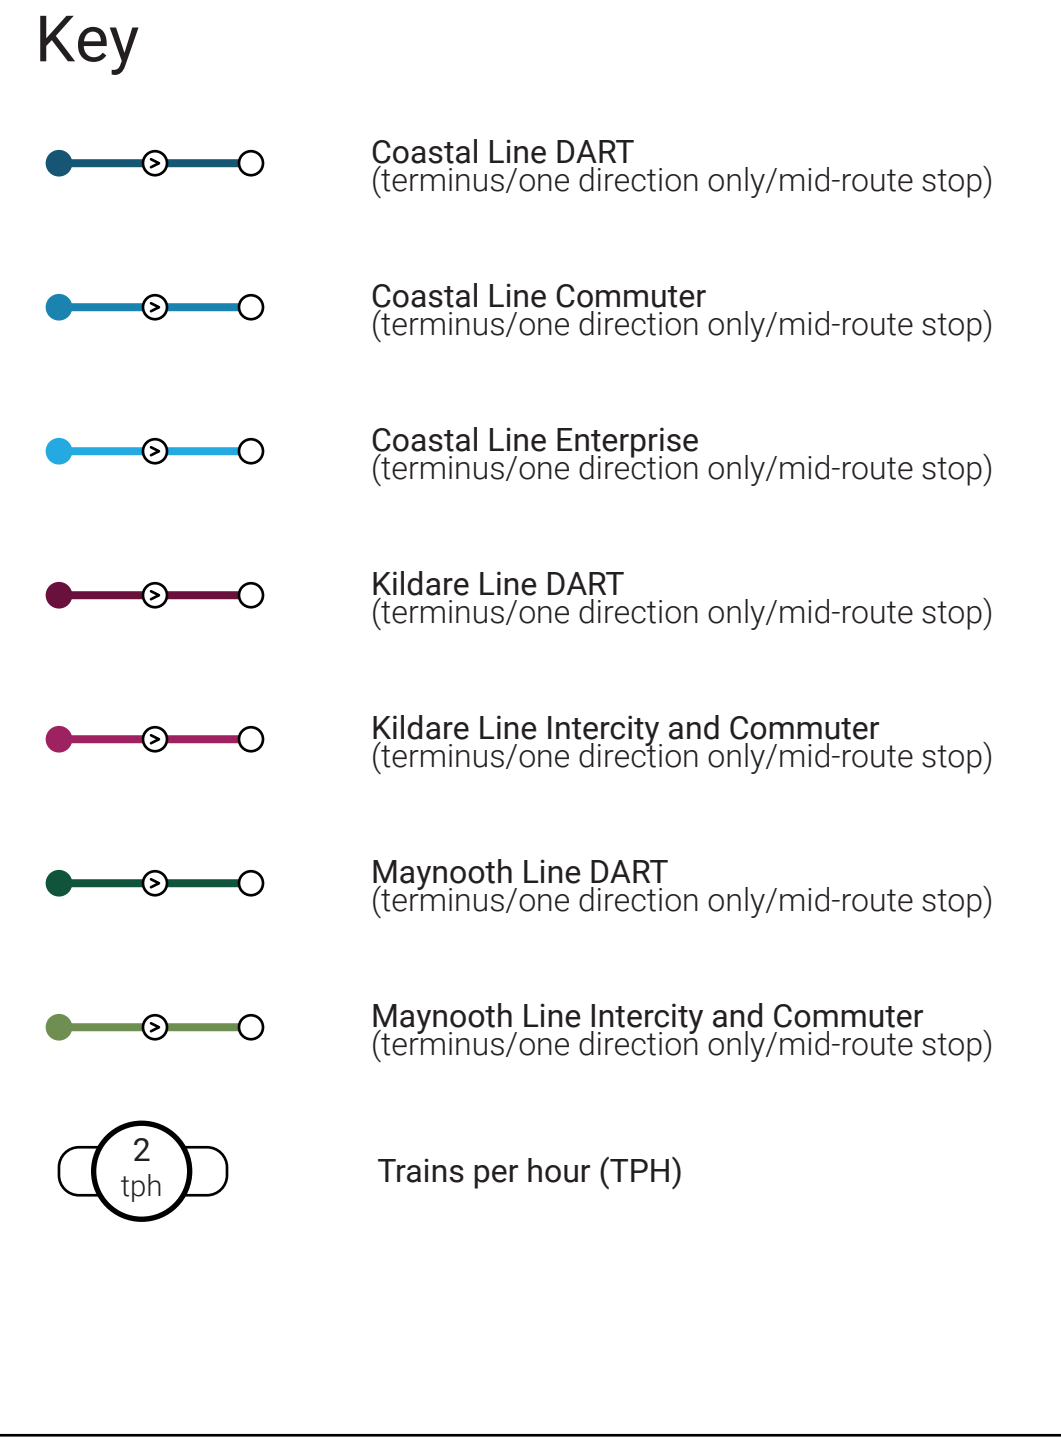 Key
Coastal Line DART
(terminus/one direction only/mid-route stop)
Coastal Line Commuter
(terminus/one direction only/mid-route stop)
Coastal Line Enterprise
(terminus/one direction only/mid-route stop)
Kildare Line DART
(terminus/one direction only/mid-route stop)
Kildare Line Intercity and Commuter
(terminus/one direction only/mid-route stop)
Maynooth Line DART
(terminus/one direction only/mid-route stop)
Maynooth Line Intercity and Commuter
(terminus/one direction only/mid-route stop)
2
tph
Trains per hour (TPH)